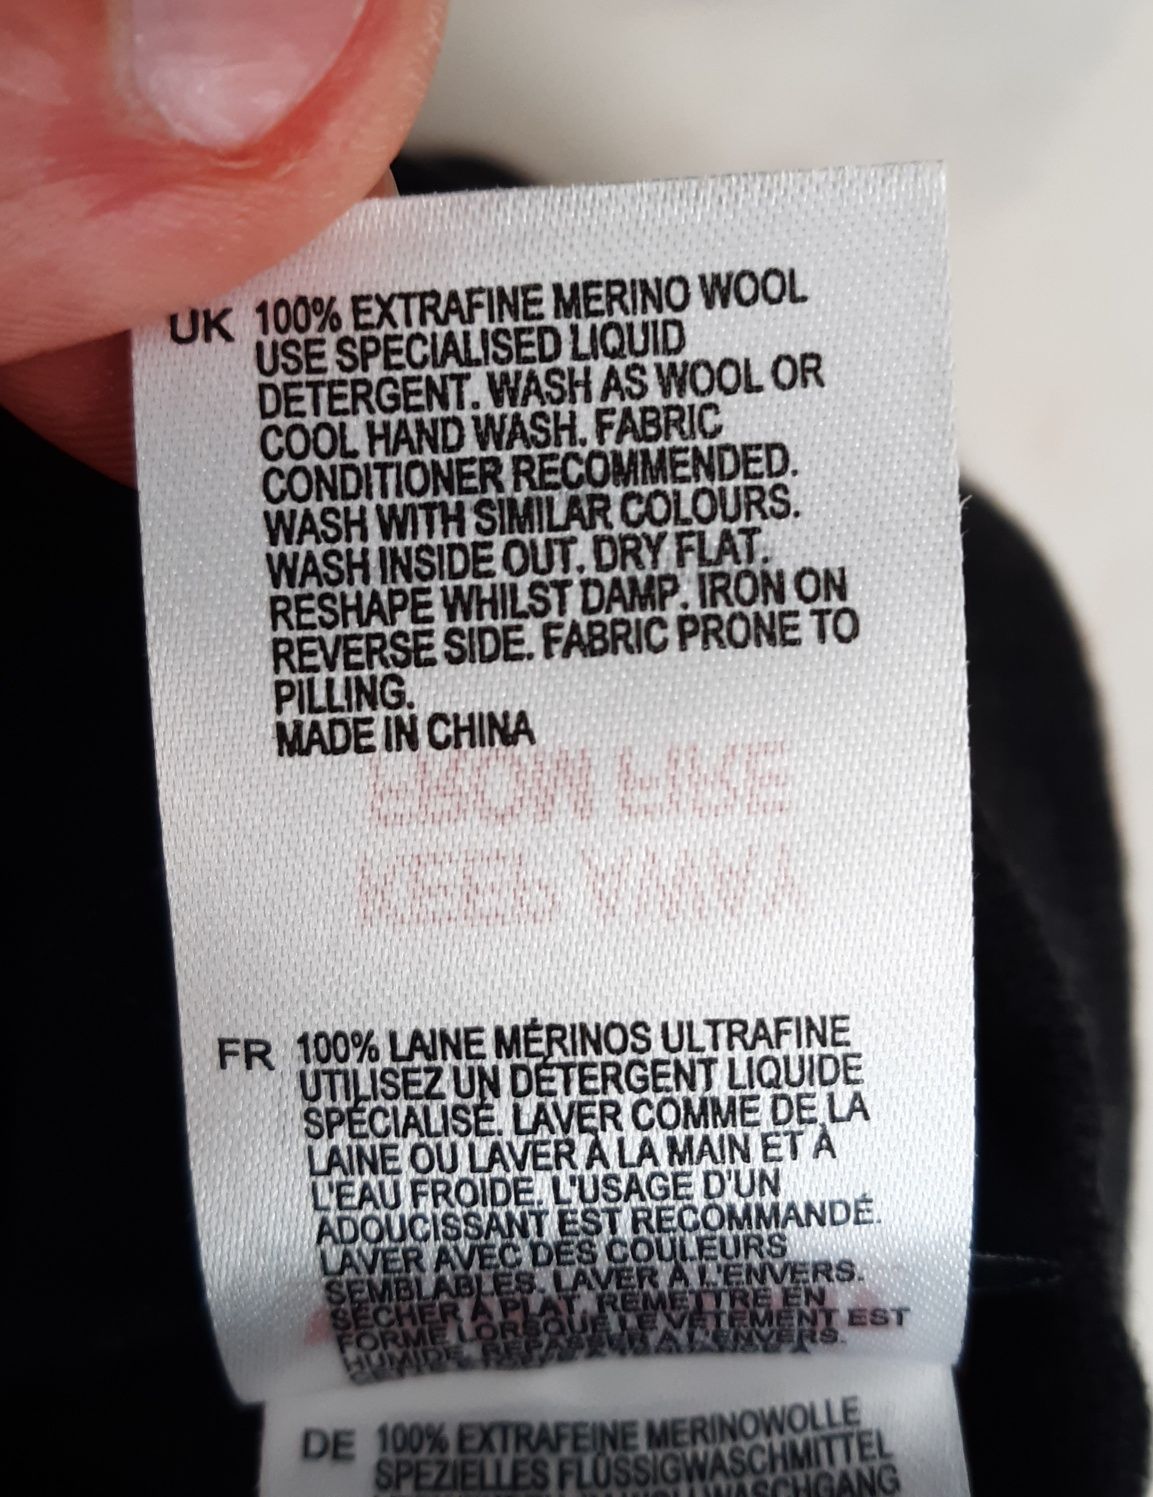 UK 100% EXTRAFINE MERINO WOOL
USE SPECIALISED LIQUID
DETERGENT. WASH AS WOOL OR
COOL HAND WASH. FABRIC
CONDITIONER RECOMMENDED.
WASH WITH SIMILAR COLOURS.
WASH INSIDE OUT. DRY FLAT.
RESHAPE WHILST DAMP. IRON ON
REVERSE SIDE. FABRIC PRONE TO
PILLING.
MADE IN CHINA
FR 100% LAINE MÉRINOS ULTRAFINE
UTILISEZ UN DÉTERGENT LIQUIDE
SPÉCIALISÉ. LAVER COMME DE LA
LAINE OU LAVER À LA MAIN ET À
L'EAU FROIDE. L'USAGE D'UN
ADOUCISSANT EST RECOMMANDÉ.
LAVER AVEC DES COULEURS
SEMBLABLES. LAVER À L'ENVERS.
SÉCHER À PLAT. REMETTRE EN
FORME LORSQUE LE VÊTEMENT EST
HUMIDE. REPASSER À L'ENVERS.
DE 100% EXTRAFEINE MERINOWOLLE
SPEZIELLES FLÜSSIGWASCHMITTEL